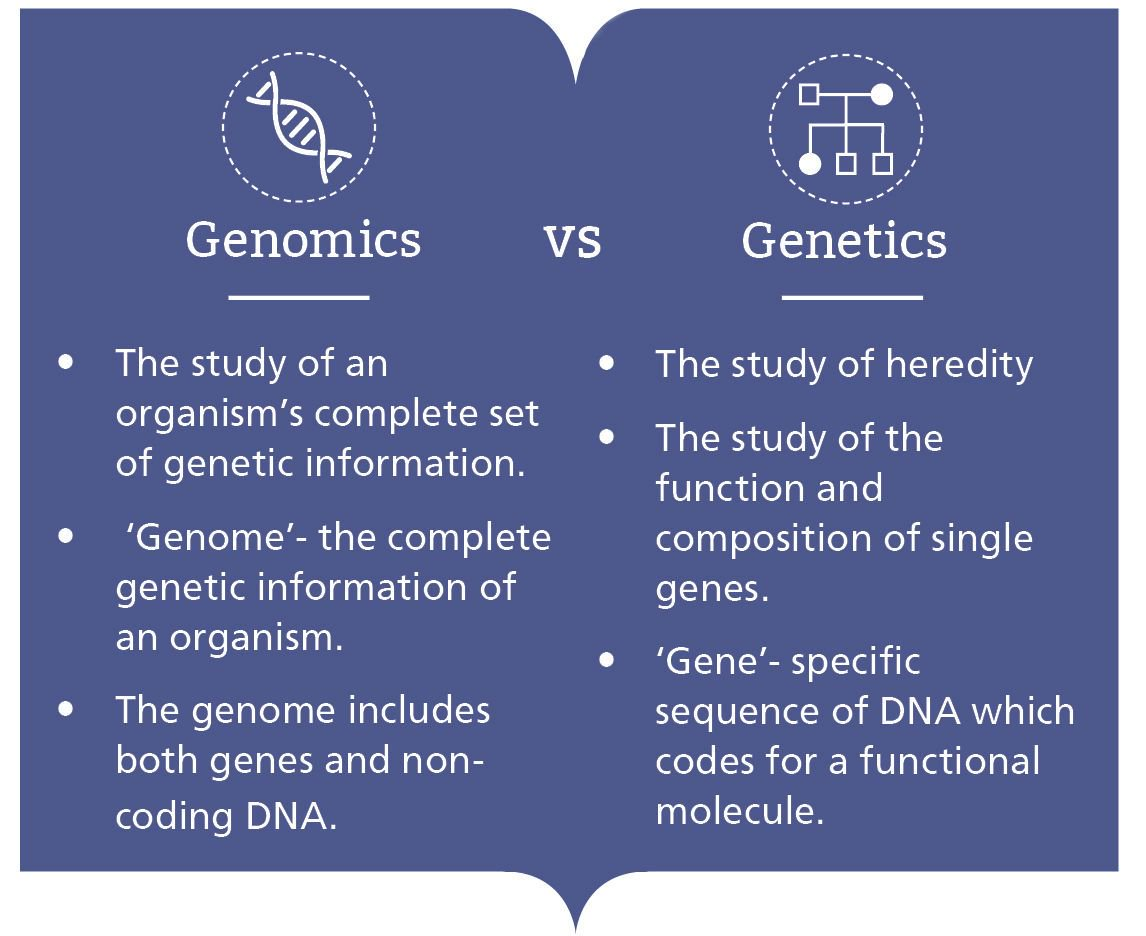 Genomics vs Genetics
• The study of an
organism’s complete set
of genetic information.
• ‘Genome’- the complete
genetic information of
an organism.
• The genome includes
both genes and non-
coding DNA.
• The study of heredity
• The study of the
function and
composition of single
genes.
• ‘Gene’- specific
sequence of DNA which
codes for a functional
molecule.